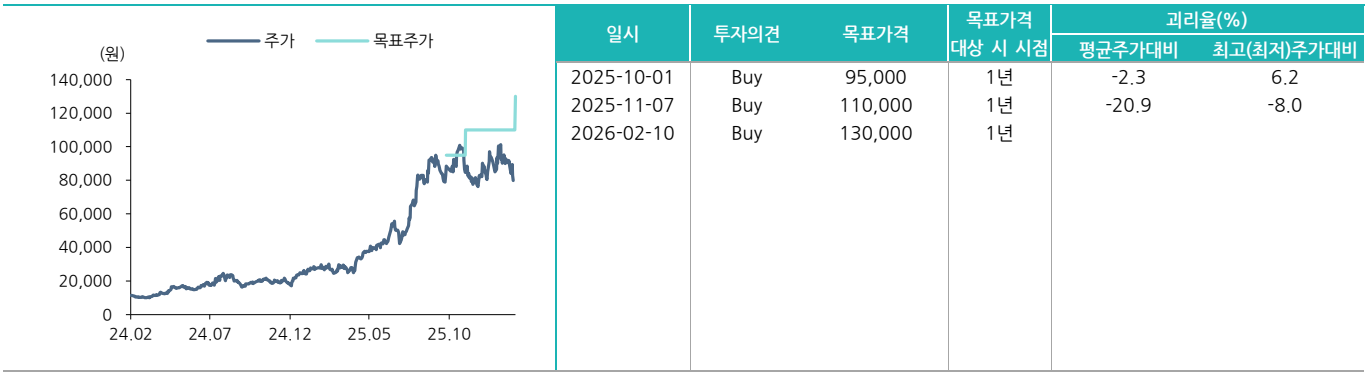 주가 목표주가
(원)
140,000
120,000
100,000
80,000
60,000
40,000
20,000
0
24.02 24.07 24.12 25.05 25.10
일시 투자의견 목표가격 목표가격 괴리율(%)
대상 시 시점 평균주가대비 최고(최저)주가대비
2025-10-01 Buy 95,000 1년 -2.3 6.2
2025-11-07 Buy 110,000 1년 -20.9 -8.0
2026-02-10 Buy 130,000 1년